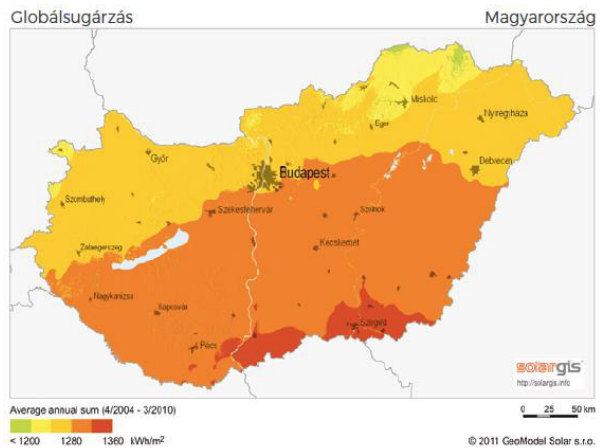 Globálsugárzás
Magyarország
Miskolc
Nyíregyháza
Eger
Győr
Debrecen
Budapest
Szombathely
Székesfehérvár
Szolnok
Zalaegerszeg
Kecskemét
Nagykanizsa
Kaposvár
Szeged
Pécs
solargis
http://solargis.info
Average annual sum (4/2004 - 3/2010)
< 1200 1280 1360 kWh/m²
0 25 50 km
© 2011 GeoModel Solar s.r.o.